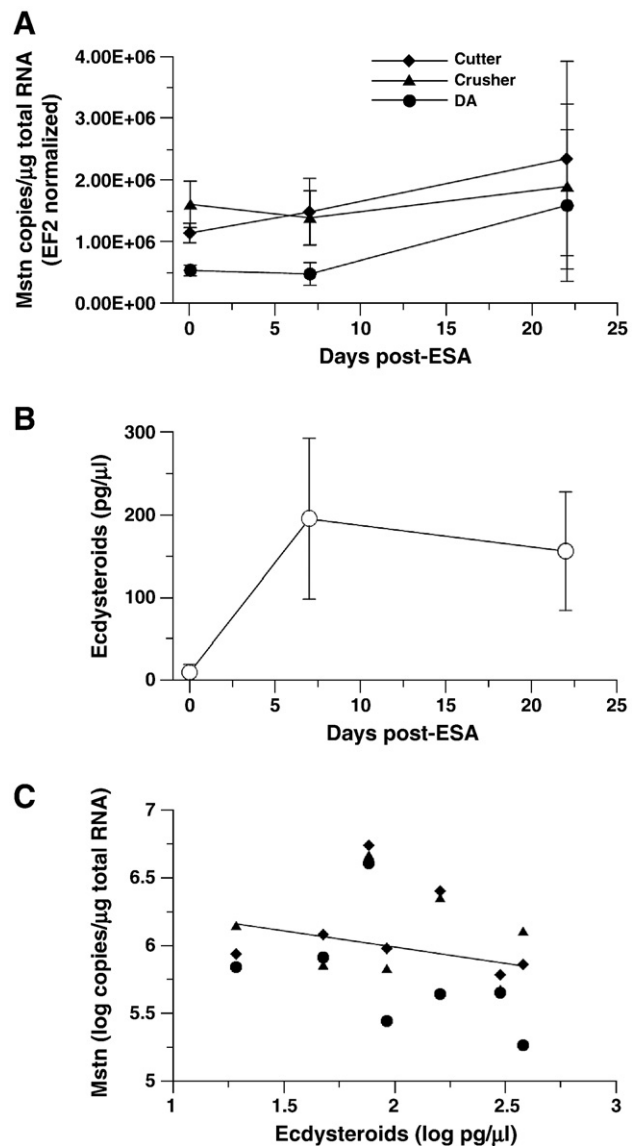 A
Mstn copies/µg total RNA
(EF2 normalized)
4.00E+06
3.00E+06
2.00E+06
1.00E+06
0.00E+00
Cutter
Crusher
DA
0 5 10 15 20 25
Days post-ESA
B
Ecdysteroids (pg/µl)
300
200
100
0
0 5 10 15 20 25
Days post-ESA
C
Mstn (log copies/µg total RNA)
7
6.5
6
5.5
5
1 1.5 2 2.5 3
Ecdysteroids (log pg/µl)